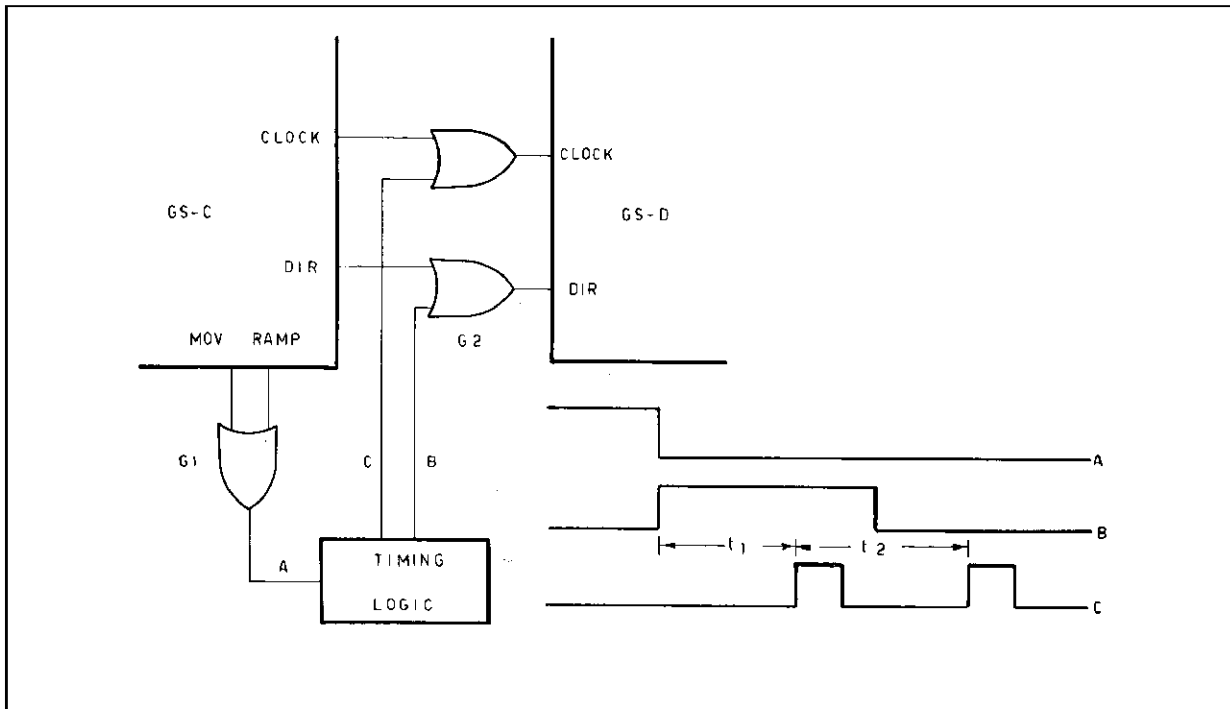 CLOCK
CLOCK
GS-C
GS-D
DIR
DIR
MOV RAMP
G2
G1
C
B
A
A
B
t1
t2
C
TIMING
LOGIC